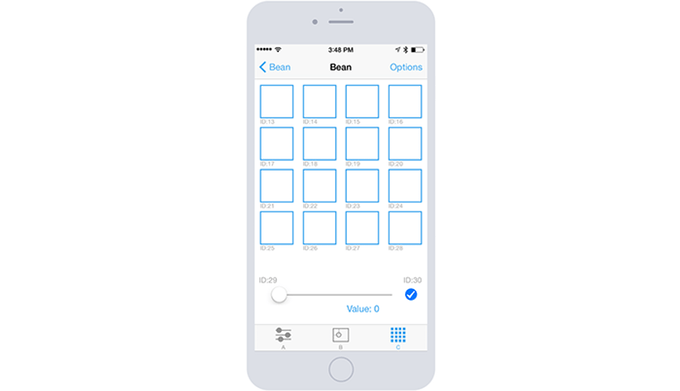 3:48 PM
Bean Bean Options
ID:13 ID:14 ID:15 ID:16
ID:17 ID:18 ID:19 ID:20
ID:21 ID:22 ID:23 ID:24
ID:25 ID:26 ID:27 ID:28
ID:29 ID:30
Value: 0
A B C